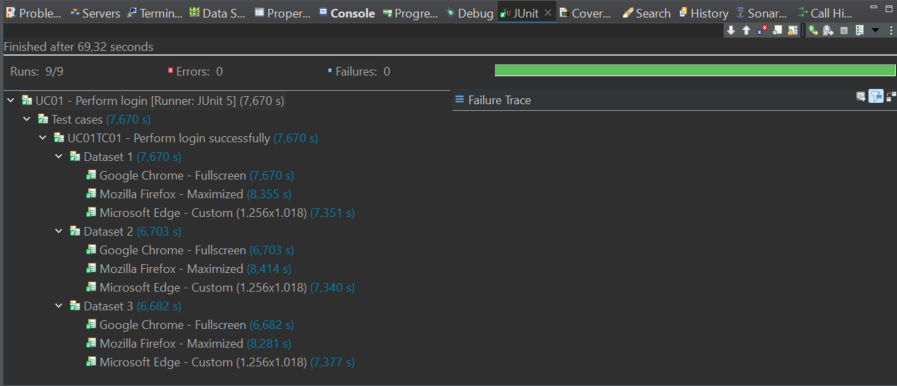 Proble... Servers Termin... Data S... Proper... Console Progre... Debug JUnit Cover... Search History Sonar... Call Hi...
Finished after 69,32 seconds
Runs: 9/9 Errors: 0 Failures: 0
UC01 - Perform login [Runner: JUnit 5] (7,670 s)
Failure Trace
Test cases (7,670 s)
UC01TC01 - Perform login successfully (7,670 s)
Dataset 1 (7,670 s)
Google Chrome - Fullscreen (7,670 s)
Mozilla Firefox - Maximized (8,355 s)
Microsoft Edge - Custom (1.256x1.018) (7,351 s)
Dataset 2 (6,703 s)
Google Chrome - Fullscreen (6,703 s)
Mozilla Firefox - Maximized (8,414 s)
Microsoft Edge - Custom (1.256x1.018) (7,340 s)
Dataset 3 (6,682 s)
Google Chrome - Fullscreen (6,682 s)
Mozilla Firefox - Maximized (8,281 s)
Microsoft Edge - Custom (1.256x1.018) (7,377 s)